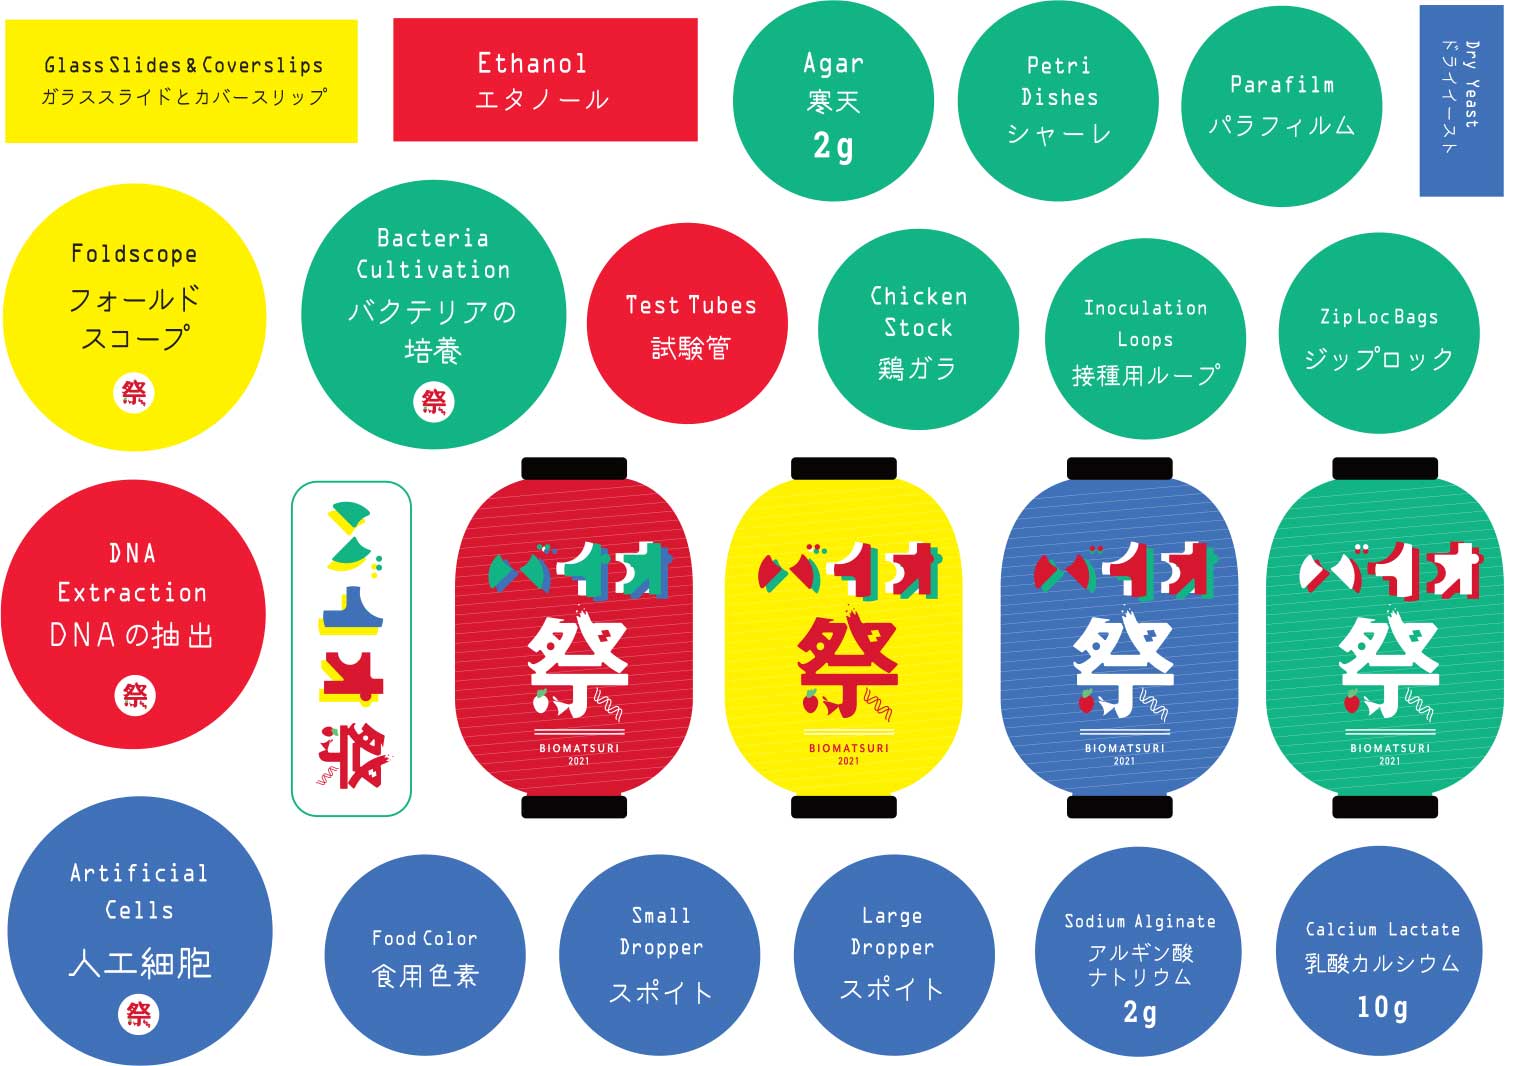 Glass Slides & Coverslips
ガラススライドとカバースリップ
Ethanol
エタノール
Agar
寒天
2g
Petri
Dishes
シャーレ
Parafilm
パラフィルム
Dry Yeast
ドライイースト
Foldscope
フォールド
スコープ
祭
Bacteria
Cultivation
バクテリアの
培養
祭
Test Tubes
試験管
Chicken
Stock
鶏ガラ
Inoculation
Loops
接種用ループ
Zip Loc Bags
ジップロック
DNA
Extraction
DNAの抽出
祭
バイオ祭
バイオ
祭
BIOMATSURI
2021
バイオ
祭
BIOMATSURI
2021
バイオ
祭
BIOMATSURI
2021
バイオ
祭
BIOMATSURI
2021
Artificial
Cells
人工細胞
祭
Food Color
食用色素
Small
Dropper
スポイト
Large
Dropper
スポイト
Sodium Alginate
アルギン酸
ナトリウム
2g
Calcium Lactate
乳酸カルシウム
10g